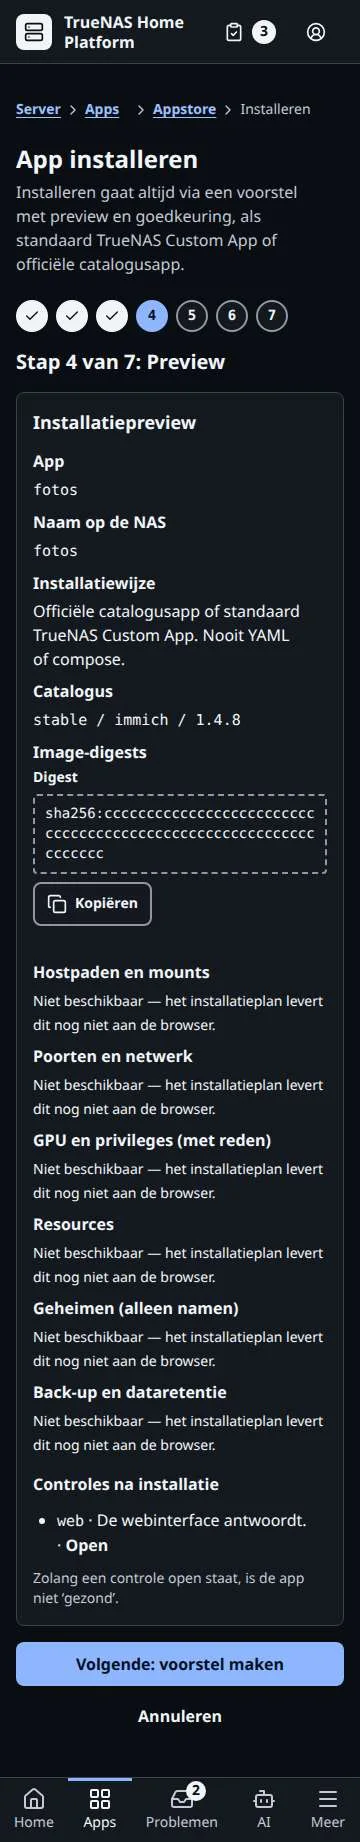 TrueNAS Home
Platform
3
Server > Apps > Appstore > Installeren
App installeren
Installeren gaat altijd via een voorstel
met preview en goedkeuring, als
standaard TrueNAS Custom App of
officiële catalogusapp.
4 5 6 7
Stap 4 van 7: Preview
Installatiepreview
App
fotos
Naam op de NAS
fotos
Installatiewijze
Officiële catalogusapp of standaard
TrueNAS Custom App. Nooit YAML
of compose.
Catalogus
stable / immich / 1.4.8
Image-digests
Digest
sha256:ccccccccccccccccccccccccc
cccccccccccccccccccccccccccccccc
ccccccc
Kopiëren
Hostpaden en mounts
Niet beschikbaar — het installatieplan levert
dit nog niet aan de browser.
Poorten en netwerk
Niet beschikbaar — het installatieplan levert
dit nog niet aan de browser.
GPU en privileges (met reden)
Niet beschikbaar — het installatieplan levert
dit nog niet aan de browser.
Resources
Niet beschikbaar — het installatieplan levert
dit nog niet aan de browser.
Geheimen (alleen namen)
Niet beschikbaar — het installatieplan levert
dit nog niet aan de browser.
Back-up en dataretentie
Niet beschikbaar — het installatieplan levert
dit nog niet aan de browser.
Controles na installatie
• web · De webinterface antwoordt.
· Open
Zolang een controle open staat, is de app
niet ‘gezond’.
Volgende: voorstel maken
Annuleren
2
Home Apps Problemen AI Meer